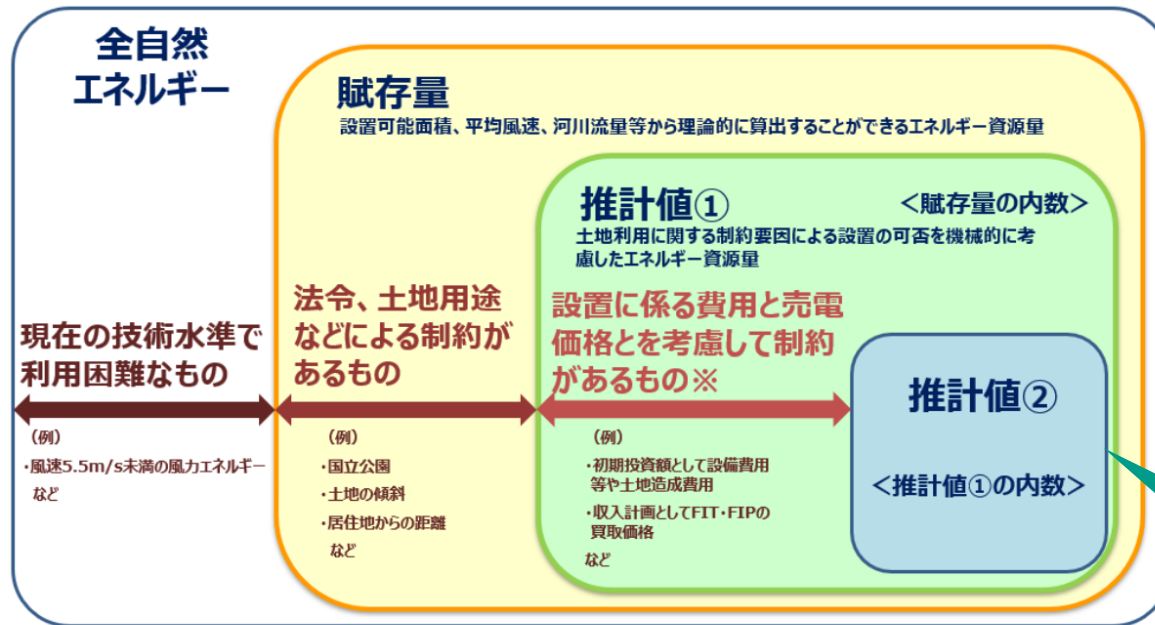 全自然
エネルギー
賦存量
設置可能面積、平均風速、河川流量等から理論的に算出することができるエネルギー資源量
推計値①
<賦存量の内数>
土地利用に関する制約要因による設置の可否を機械的に考
慮したエネルギー資源量
現在の技術水準で
利用困難なもの
法令、土地用途
などによる制約が
あるもの
設置に係る費用と売電
価格とを考慮して制約
があるもの※
推計値②
<推計値①の内数>
（例）
・風速5.5m/s未満の風力エネルギー
など
（例）
・国立公園
・土地の傾斜
・居住地からの距離
など
（例）
・初期投資額として設備費用
等や土地造成費用
・収入計画としてFIT・FIPの
買取価格
など